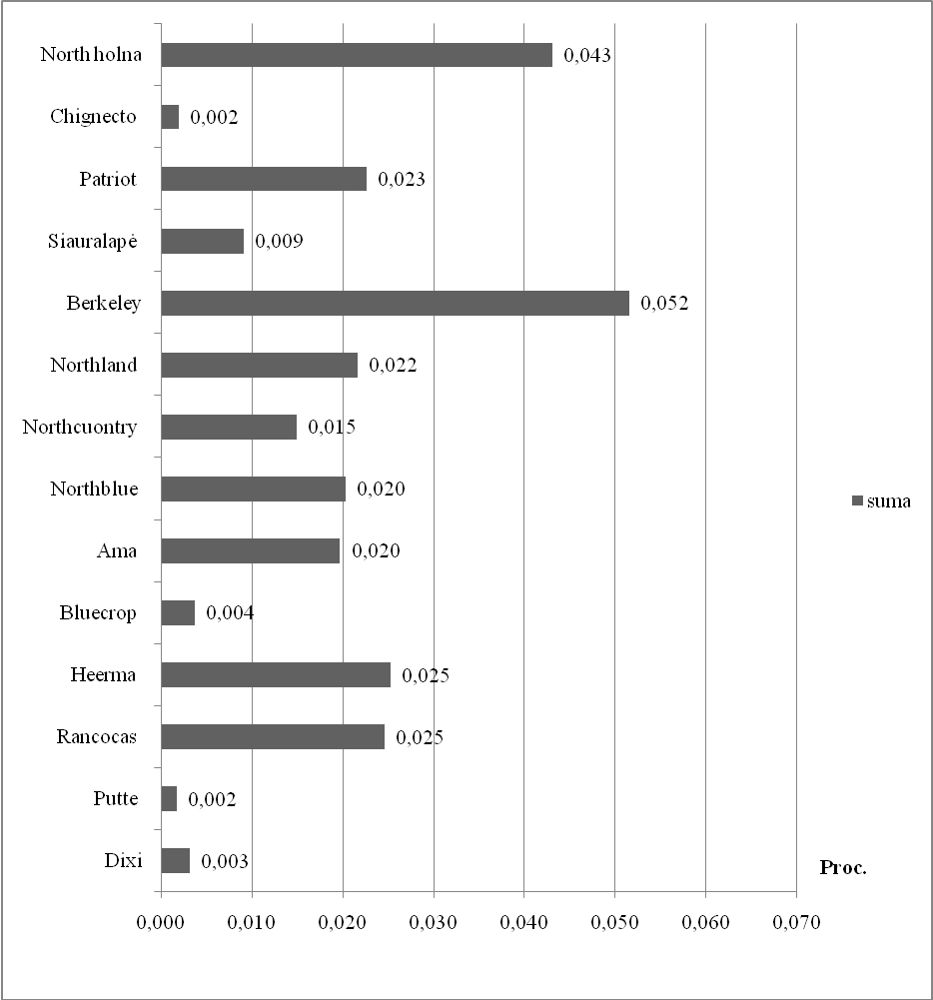 North holna 0,043
Chignecto 0,002
Patriot 0,023
Siauralapė 0,009
Berkeley 0,052
Northland 0,022
Northcuontry 0,015
Northblue 0,020
suma
Ama 0,020
Bluecrop 0,004
Heerma 0,025
Rancocas 0,025
Putte 0,002
Dixi 0,003
Proc.
0,000 0,010 0,020 0,030 0,040 0,050 0,060 0,070